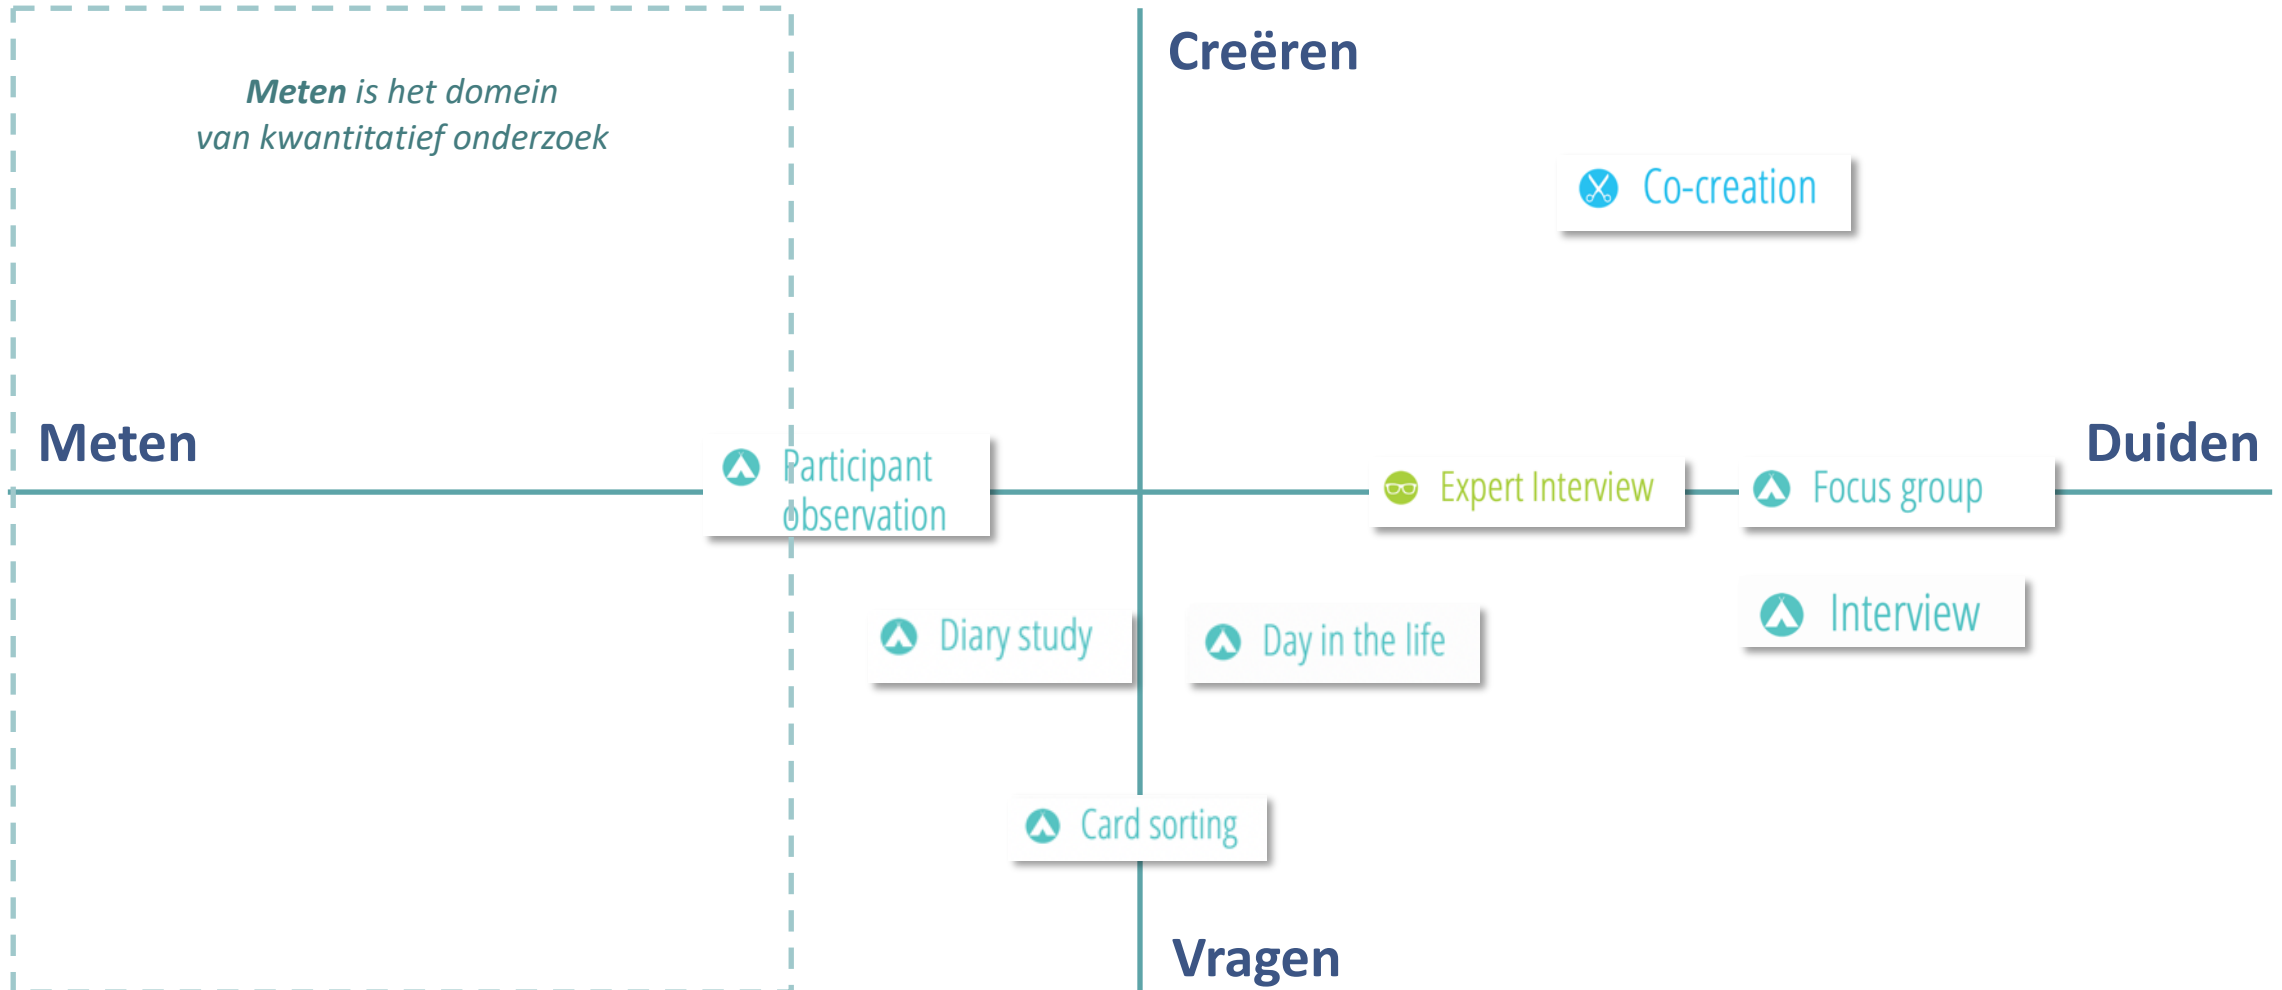 Creëren
Meten is het domein
van kwantitatief onderzoek
Co-creation
Meten
Duiden
Participant
observation
Expert Interview
Focus group
Interview
Diary study
Day in the life
Card sorting
Vragen